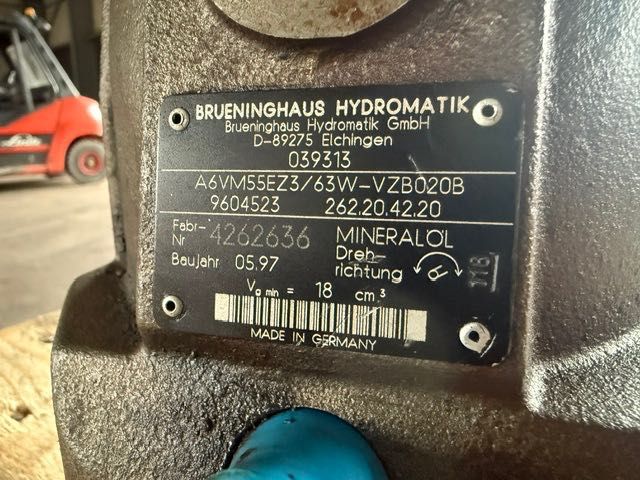 BRUENINGHAUS HYDROMATIK
Brueninghaus Hydromatik GmbH
D-89275 Elchingen
039313
A6VM55EZ3/63W-VZB020B
9604523 262.20.42.20
Fabr-
Nr 4262636 MINERALÖL
Baujahr 05.97 Dreh-
richtung 118
Vg min = 18 cm³
MADE IN GERMANY